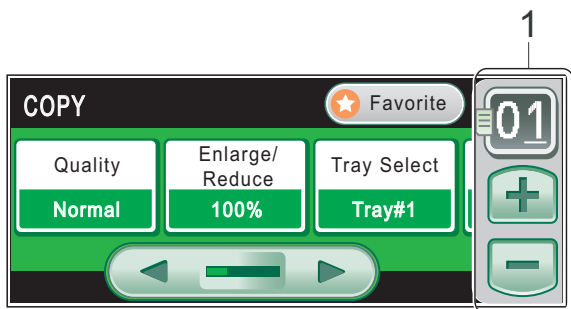 1
COPY
Favorite
01
Quality
Normal
Enlarge/
Reduce
100%
Tray Select
Tray#1
+
-